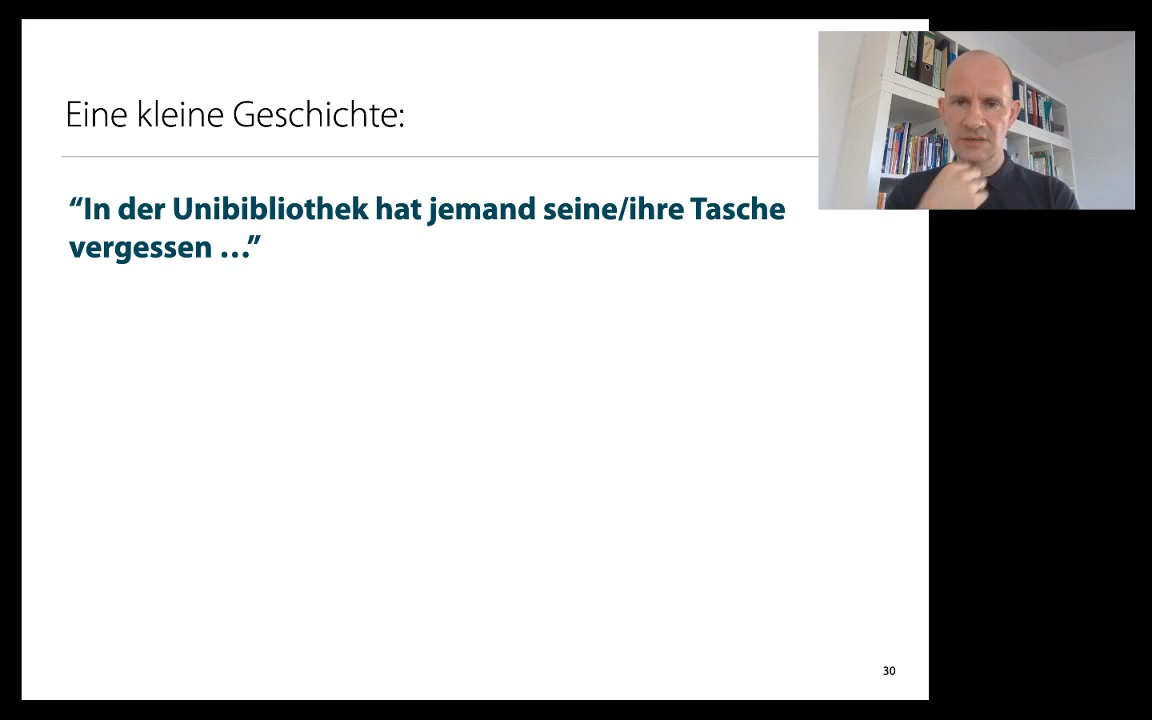 Eine kleine Geschichte:
“In der Unibibliothek hat jemand seine/ihre Tasche
vergessen …”
30